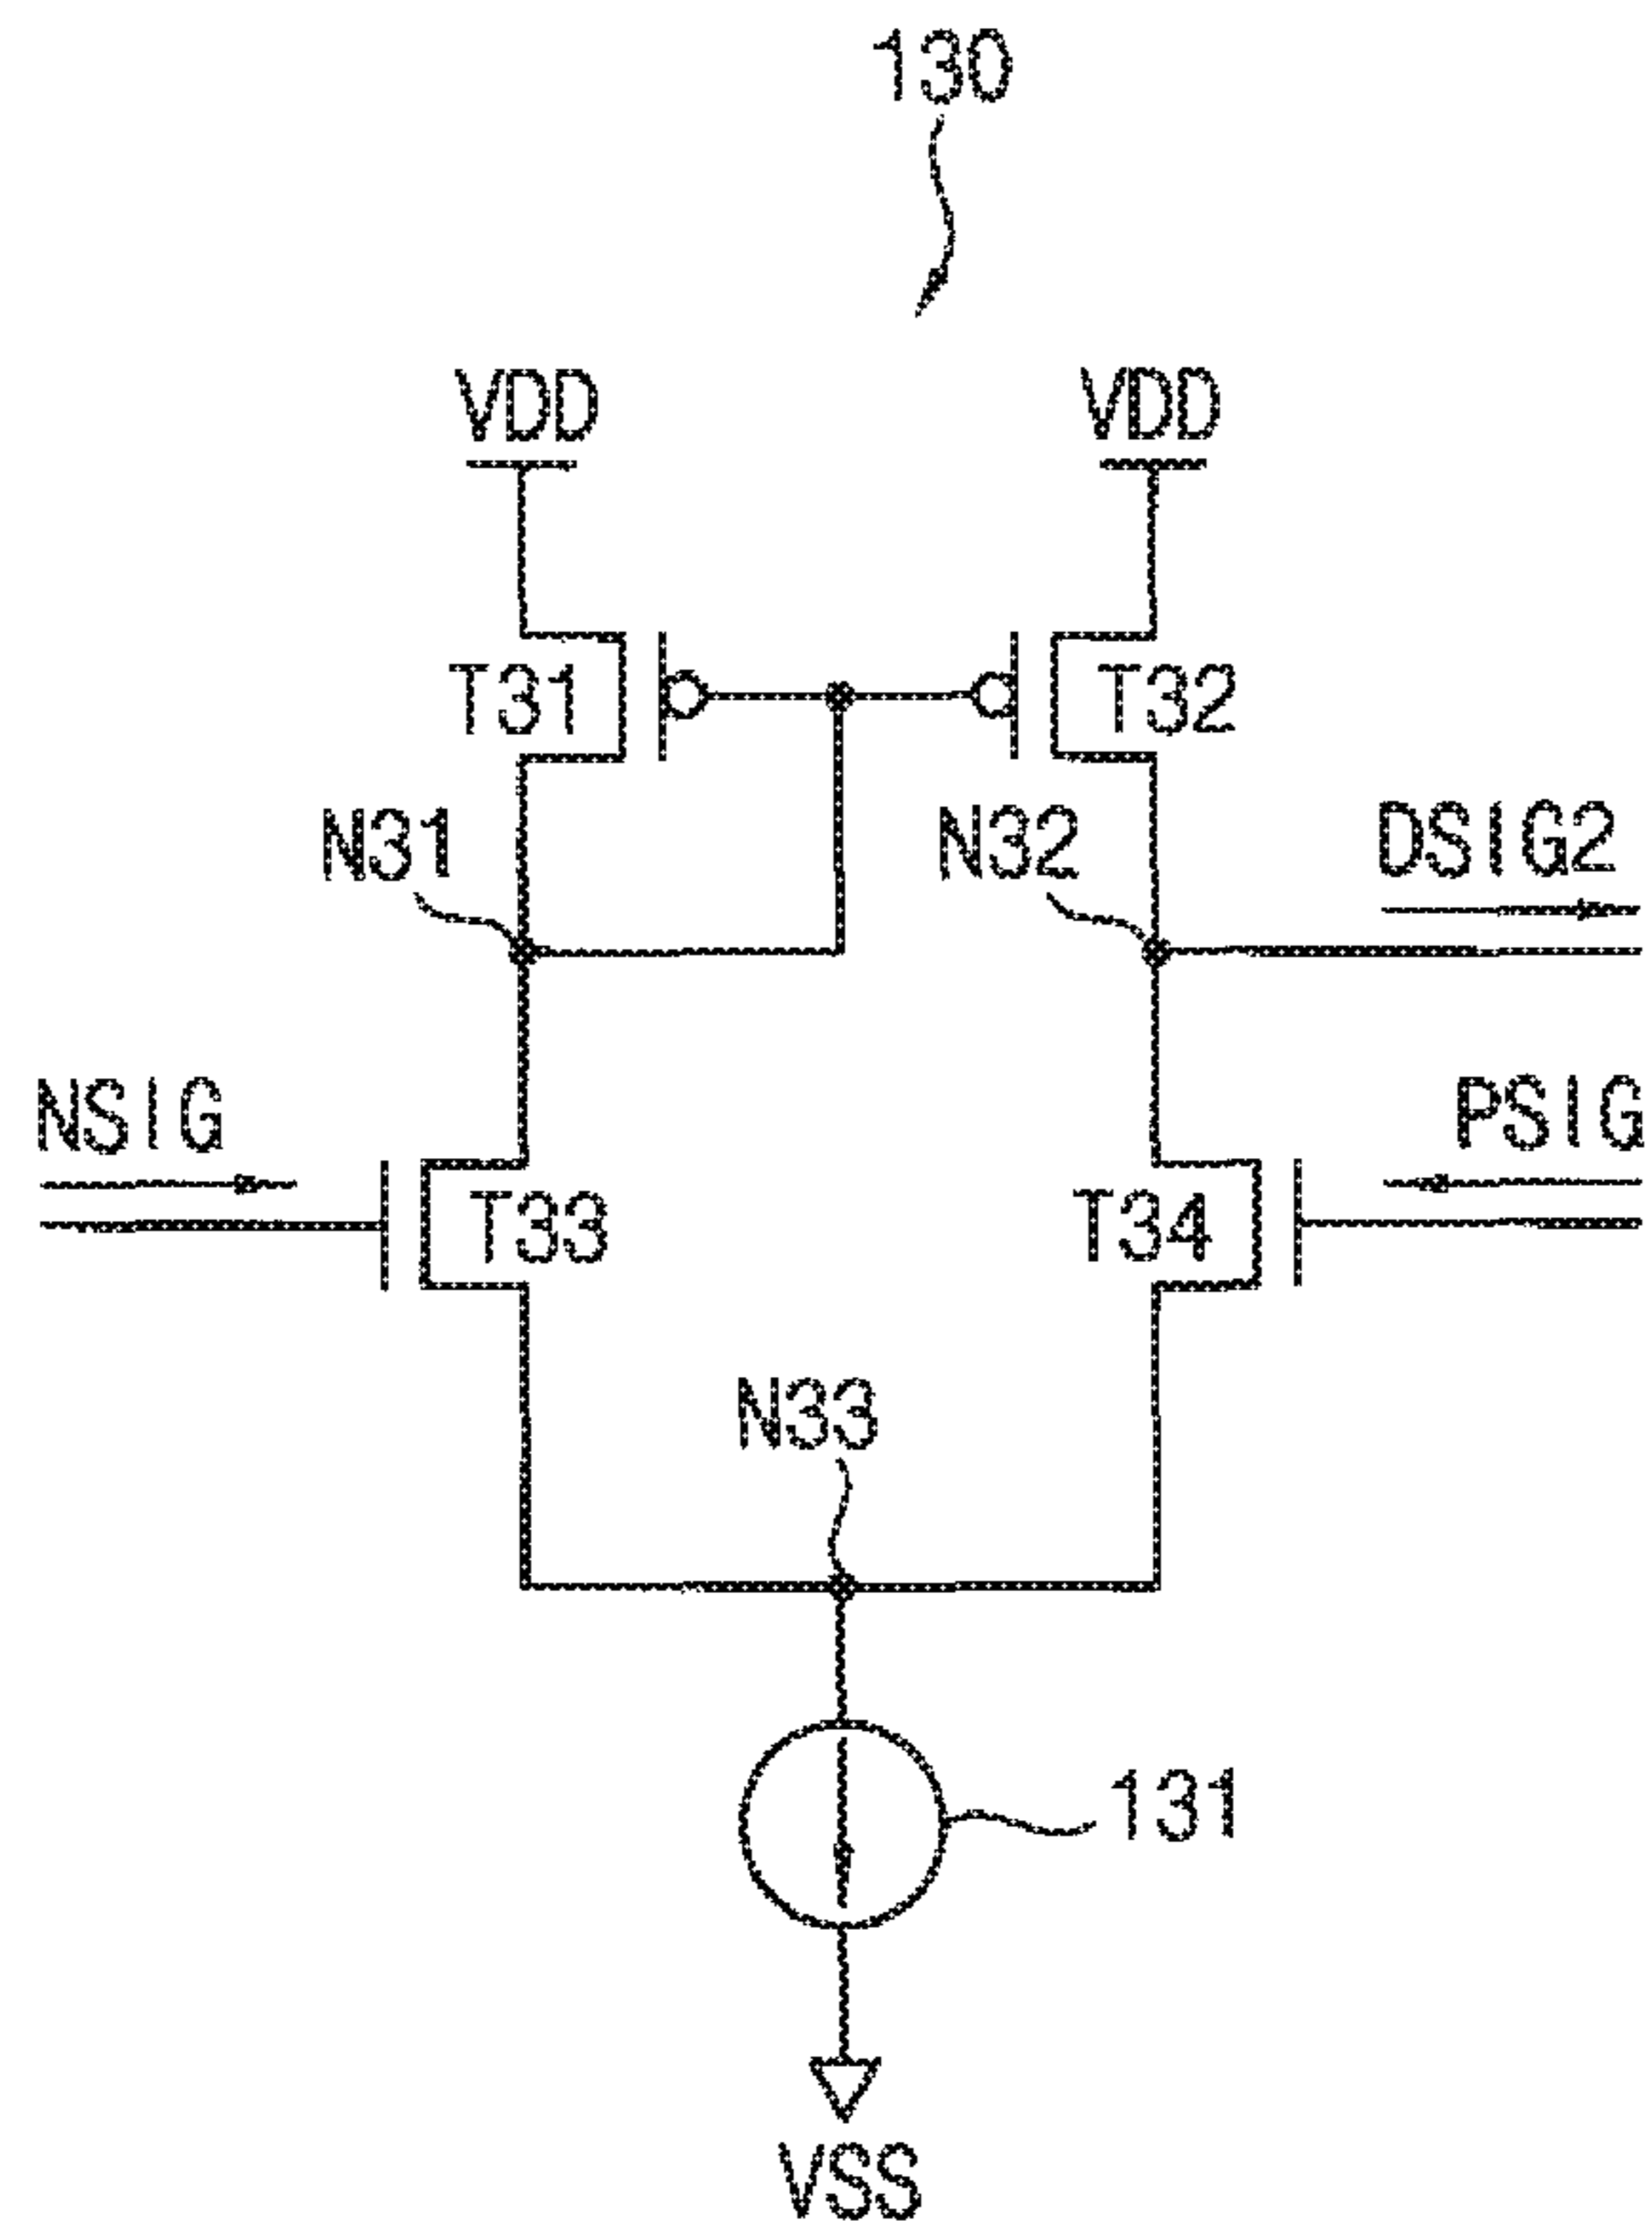 130
VDD
VDD
T31
T32
N31
N32
DSIG2
NSIG
PSIG
T33
T34
N33
131
VSS